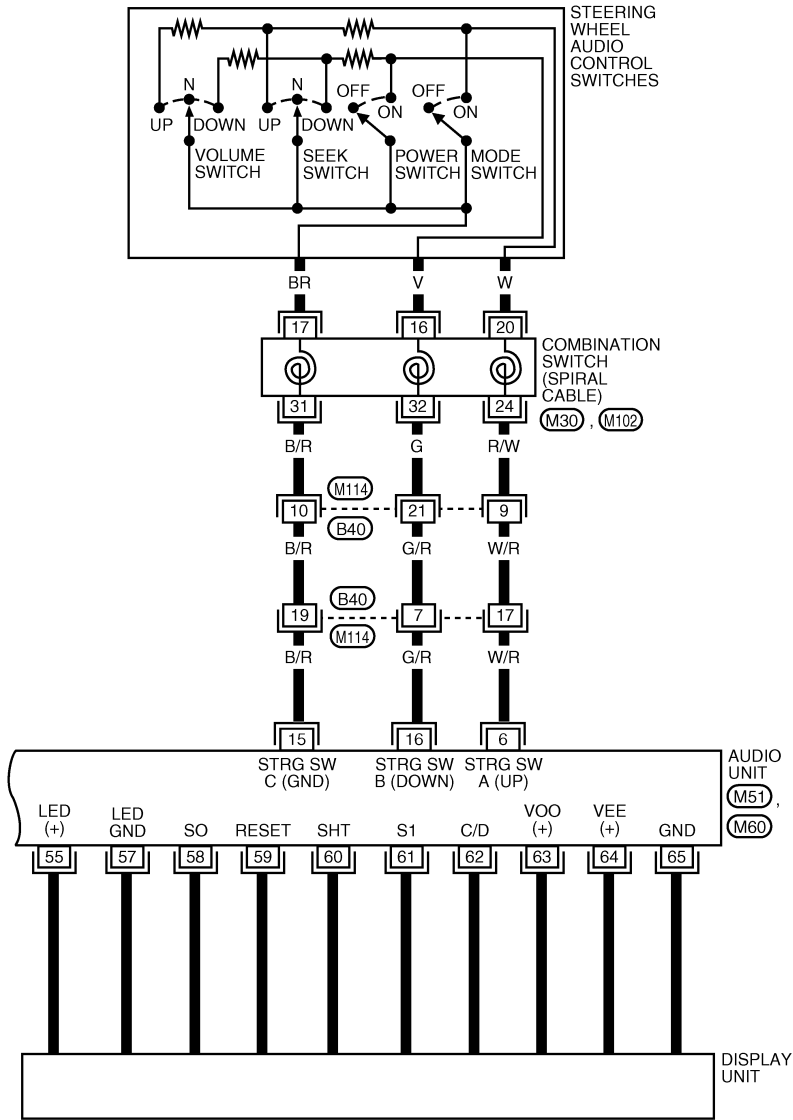 STEERING
WHEEL
AUDIO
CONTROL
SWITCHES
N
N
OFF
OFF
UP
DOWN
UP
DOWN
ON
ON
VOLUME
SWITCH
SEEK
SWITCH
POWER
SWITCH
MODE
SWITCH
BR
V
W
17
16
20
COMBINATION
SWITCH
(SPIRAL
CABLE)
M30 , M102
31
32
24
B/R
G
R/W
M114
10
21
9
B40
B/R
G/R
W/R
B40
19
7
17
M114
B/R
G/R
W/R
15
16
6
STRG SW
C (GND)
STRG SW
B (DOWN)
STRG SW
A (UP)
AUDIO
UNIT
M51 ,
M60
LED
(+)
LED
GND
SO
RESET
SHT
S1
C/D
VOO
(+)
VEE
(+)
GND
55
57
58
59
60
61
62
63
64
65
DISPLAY
UNIT